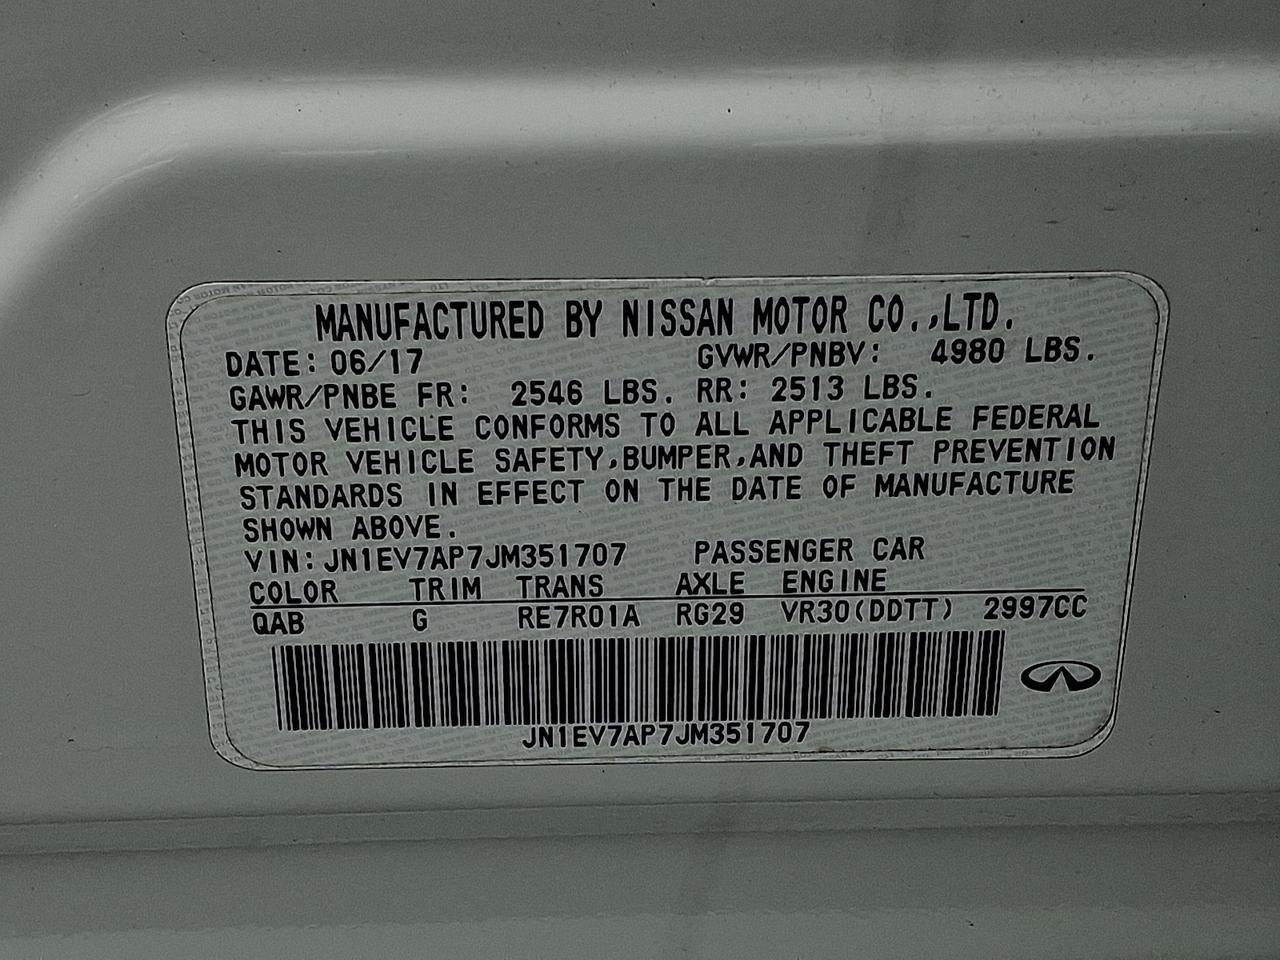 MANUFACTURED BY NISSAN MOTOR CO.,LTD.
DATE: 06/17 GVWR/PNBV: 4980 LBS.
GAWR/PNBE FR: 2546 LBS. RR: 2513 LBS.
THIS VEHICLE CONFORMS TO ALL APPLICABLE FEDERAL
MOTOR VEHICLE SAFETY,BUMPER,AND THEFT PREVENTION
STANDARDS IN EFFECT ON THE DATE OF MANUFACTURE
SHOWN ABOVE.
VIN:JN1EV7AP7JM351707 PASSENGER CAR
COLOR TRIM TRANS AXLE ENGINE
QAB G RE7R01A RG29 VR30(DDTT) 2997CC
JN1EV7AP7JM351707